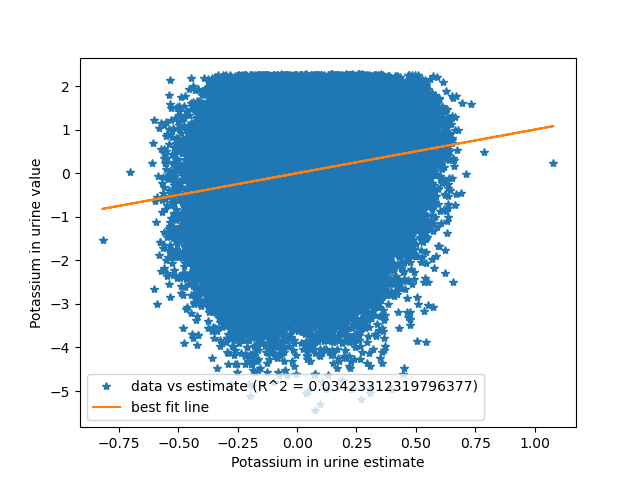 2
1
0
−1
−2
−3
−4
−5
Potassium in urine value
data vs estimate (R^2 = 0.03423312319796377)
best fit line
−0.75 −0.50 −0.25 0.00 0.25 0.50 0.75 1.00
Potassium in urine estimate